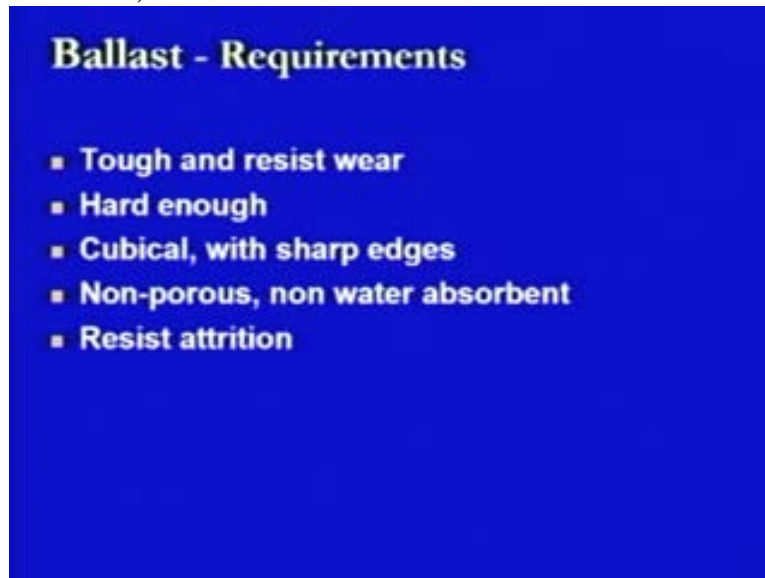 Ballast - Requirements
Tough and resist wear
Hard enough
Cubical, with sharp edges
Non-porous, non water absorbent
Resist attrition